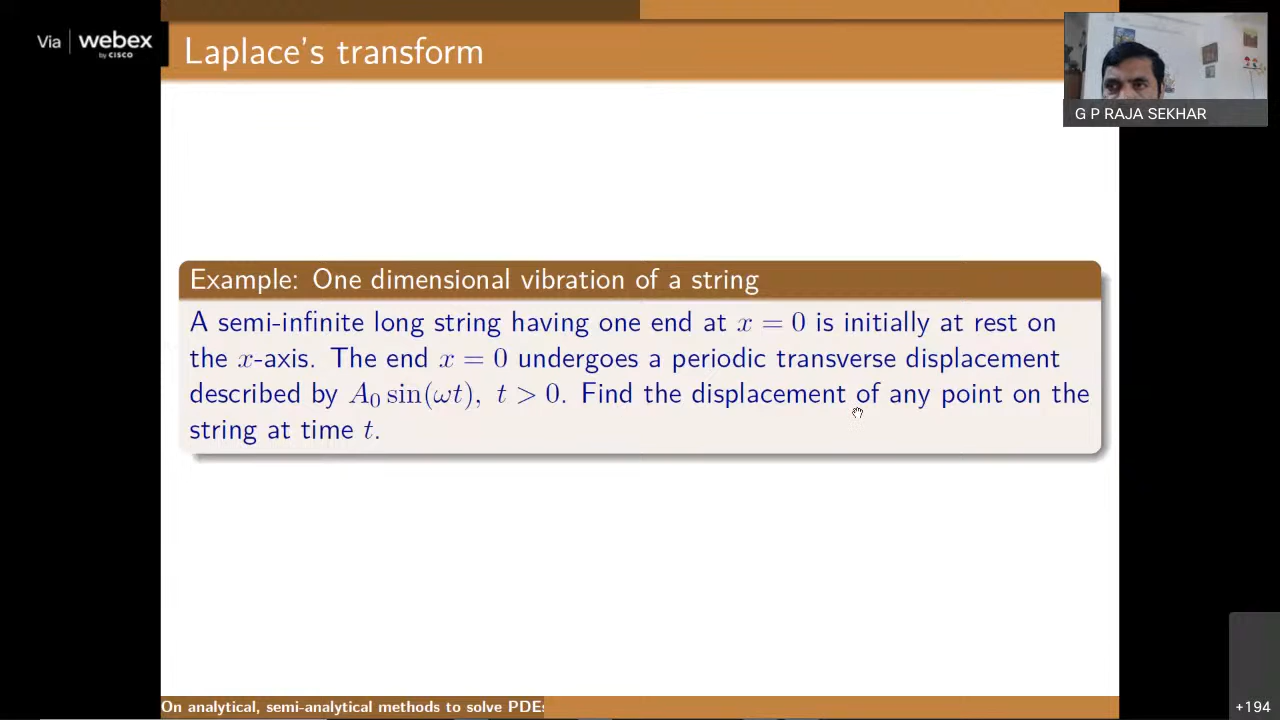 Via | webex
by CISCO
Laplace's transform
G P RAJA SEKHAR
Example: One dimensional vibration of a string
A semi-infinite long string having one end at x = 0 is initially at rest on
the x-axis. The end x = 0 undergoes a periodic transverse displacement
described by A₀ sin(ωt), t > 0. Find the displacement of any point on the
string at time t.
On analytical, semi-analytical methods to solve PDEs
+194